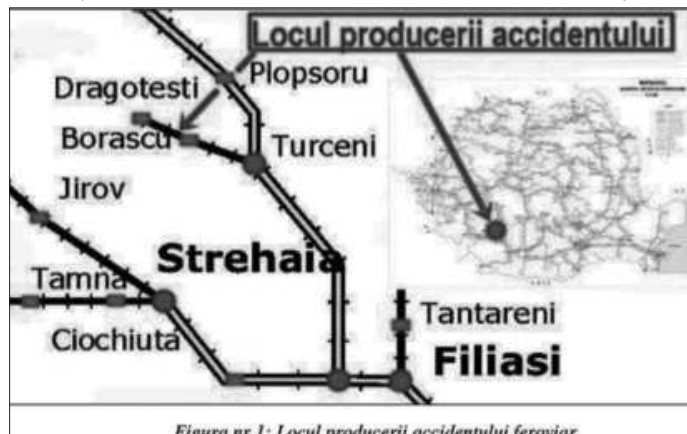 Locul producerii accidentului
Plopsoru
Dragotesti
Borascu
Turceni
Jirov
Strehaia
Tamna
Ciochiuta
Tantareni
Filiasi
Figura nr.1: Locul producerii accidentului feroviar